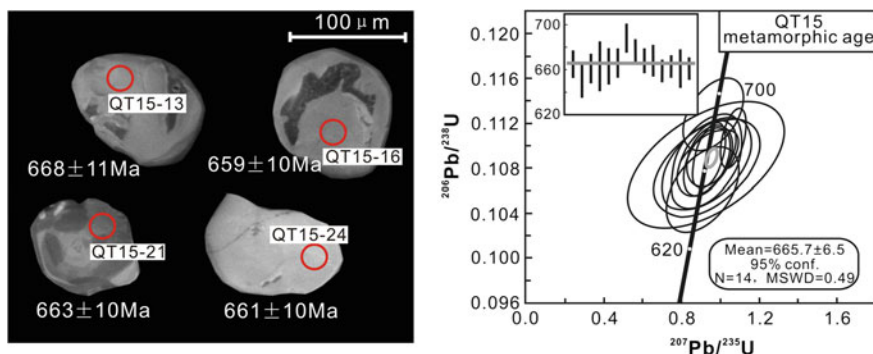 100 μm
QT15-13
668±11Ma
QT15-16
659±10Ma
QT15-21
663±10Ma
QT15-24
661±10Ma
QT15
metamorphic age
0.120
0.116
0.112
0.108
0.104
0.100
0.096
²⁰⁶Pb/²³⁸U
700
660
620
700
620
Mean=665.7±6.5
95% conf.
N=14, MSWD=0.49
0.0 0.4 0.8 1.2 1.6
²⁰⁷Pb/²³⁵U